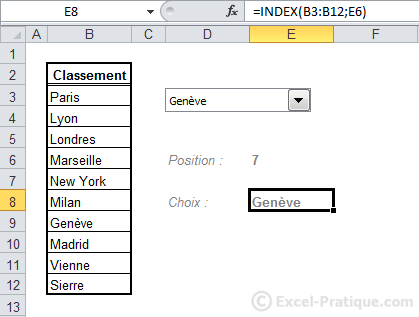 E8 fx =INDEX(B3:B12;E6)
A B C D E F
1
2 Classement
3 Paris Genève
4 Lyon
5 Londres
6 Marseille Position : 7
7 New York
8 Milan Choix : Genève
9 Genève
10 Madrid
11 Vienne
12 Sierre
13
© Excel-Pratique.com